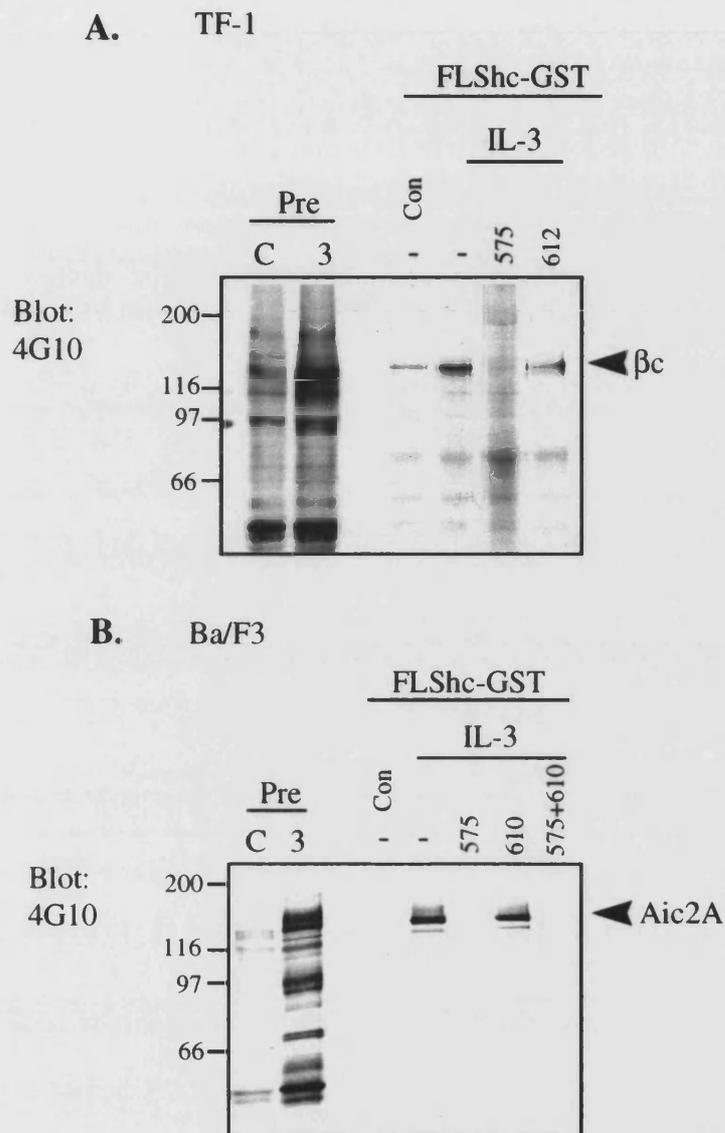 A. TF-1
FLShc-GST
IL-3
Pre
Con
C 3 - - 575 612
Blot:
4G10
200
116
97
66
βc
B. Ba/F3
FLShc-GST
IL-3
Pre
Con
C 3 - - 575 610 575+610
Blot:
4G10
200
116
97
66
Aic2A